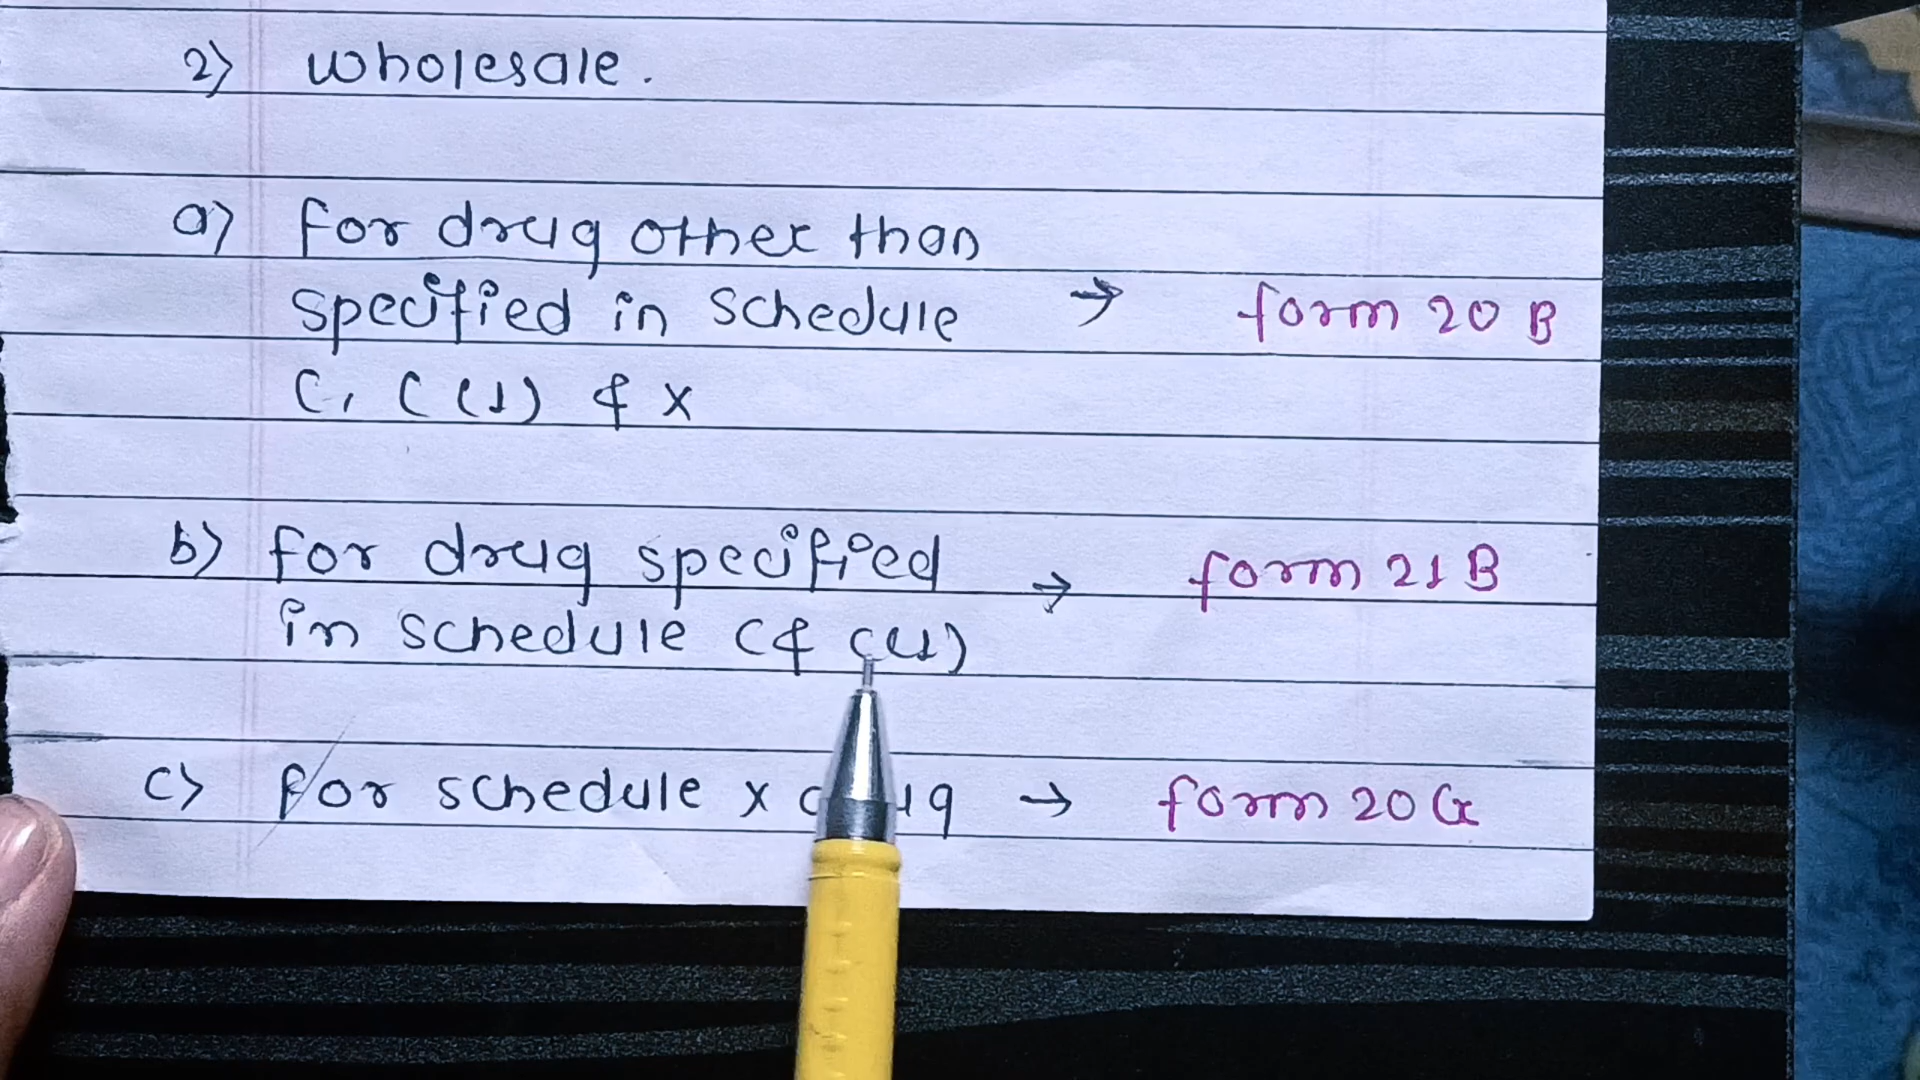 2) wholesale.
a) for drug other than
specified in schedule → form 20 B
C, C (1) & x
b) for drug specified → form 21 B
in schedule C & C(1)
c) for schedule x drug → form 20 G